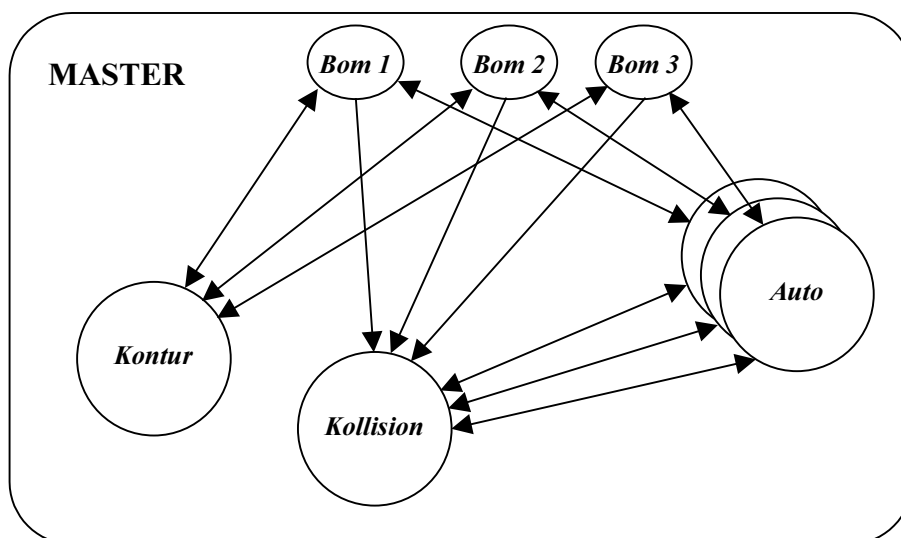 MASTER
Bom 1
Bom 2
Bom 3
Auto
Kontur
Kollision